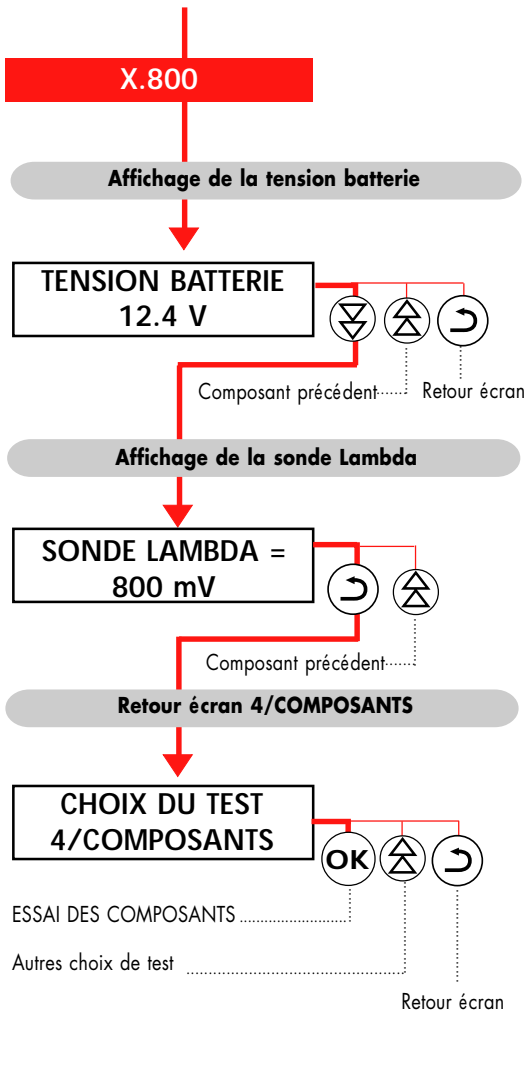 X.800
Affichage de la tension batterie
TENSION BATTERIE
12.4 V
Composant précédent
Retour écran
Affichage de la sonde Lambda
SONDE LAMBDA =
800 mV
Composant précédent
Retour écran 4/COMPOSANTS
CHOIX DU TEST
4/COMPOSANTS
OK
ESSAI DES COMPOSANTS
Autres choix de test
Retour écran